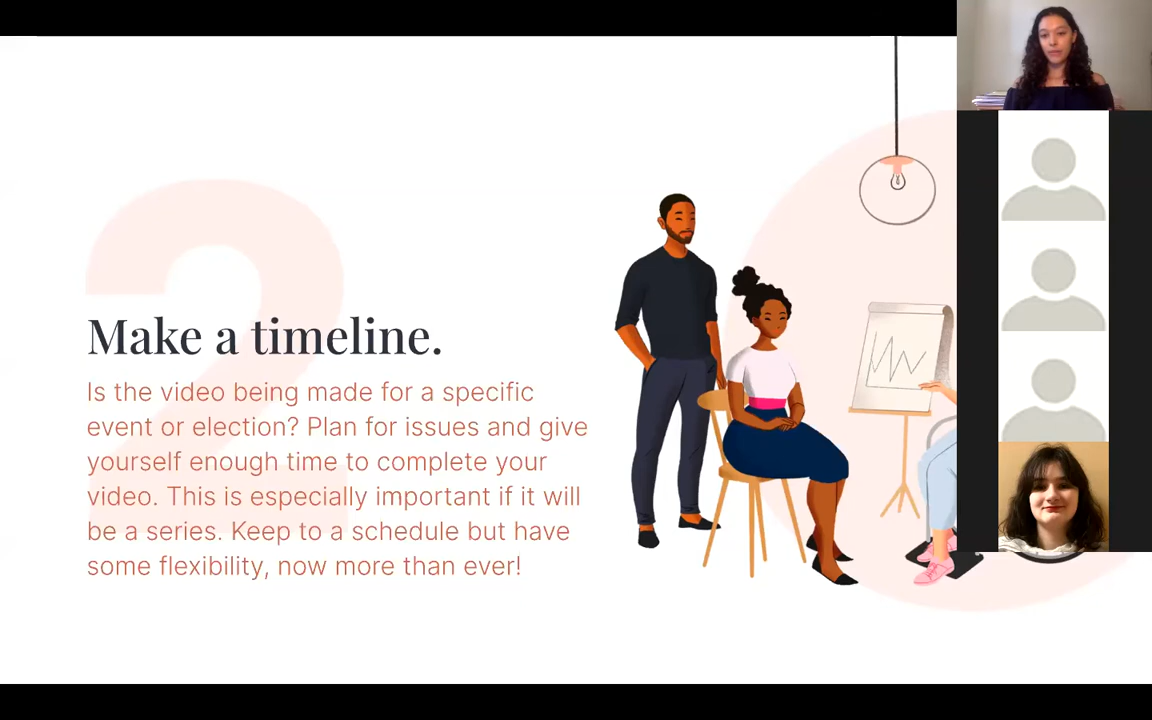 2
Make a timeline.
Is the video being made for a specific
event or election? Plan for issues and give
yourself enough time to complete your
video. This is especially important if it will
be a series. Keep to a schedule but have
some flexibility, now more than ever!